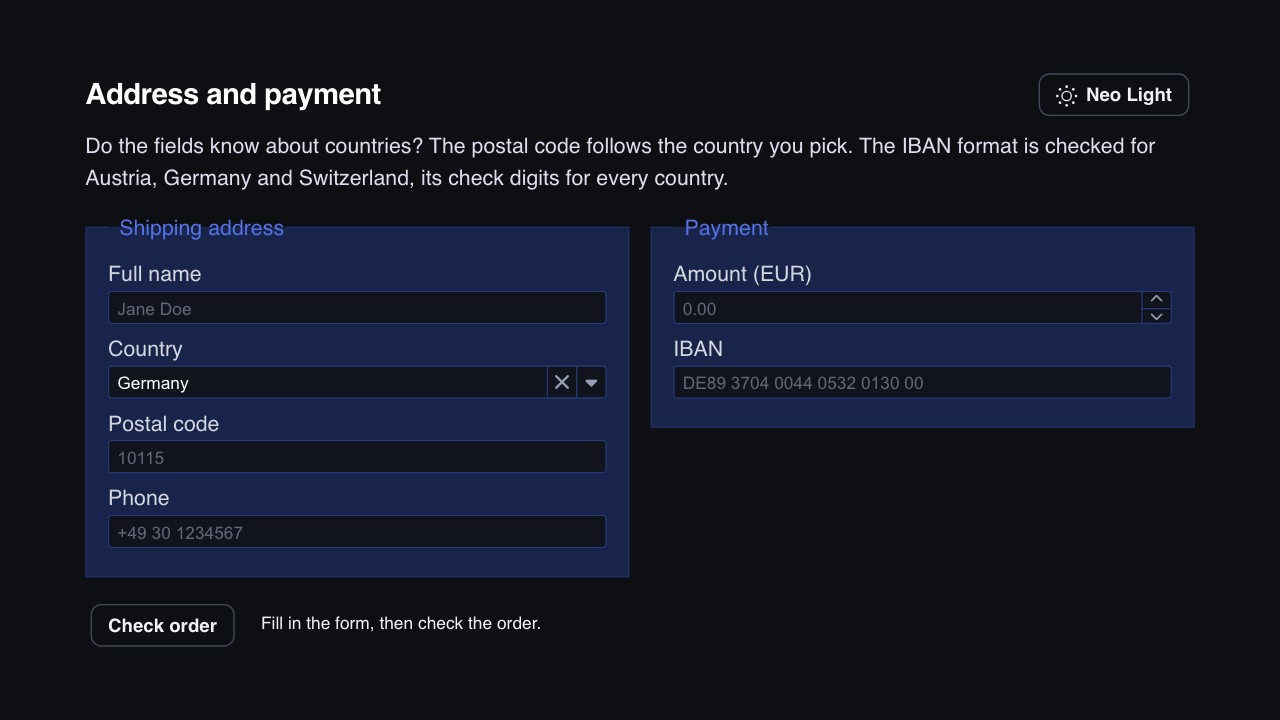 Address and payment
Neo Light
Do the fields know about countries? The postal code follows the country you pick. The IBAN format is checked for
Austria, Germany and Switzerland, its check digits for every country.
Shipping address
Full name
Jane Doe
Country
Germany
Postal code
10115
Phone
+49 30 1234567
Payment
Amount (EUR)
0.00
IBAN
DE89 3704 0044 0532 0130 00
Check order
Fill in the form, then check the order.